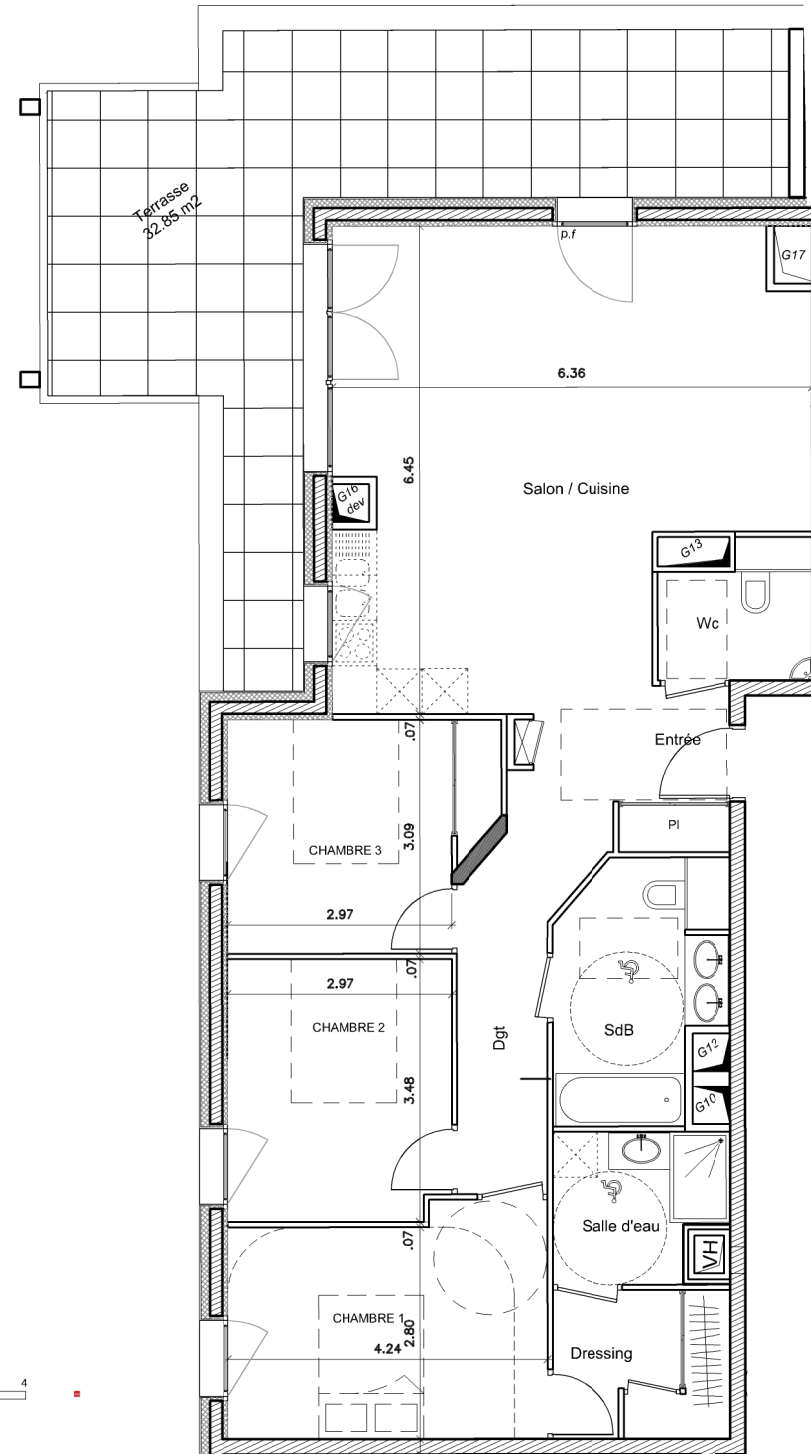 Terrasse
32.85 m2
p.f
G17
6.36
6.45
G16
dev
Salon / Cuisine
G13
Wc
Entrée
.07
Pl
CHAMBRE 3
3.09
2.97
.07
2.97
CHAMBRE 2
Dgt
SdB
G12
3.48
G10
Salle d'eau
.07
VH
CHAMBRE 1
2.80
4.24
Dressing
4